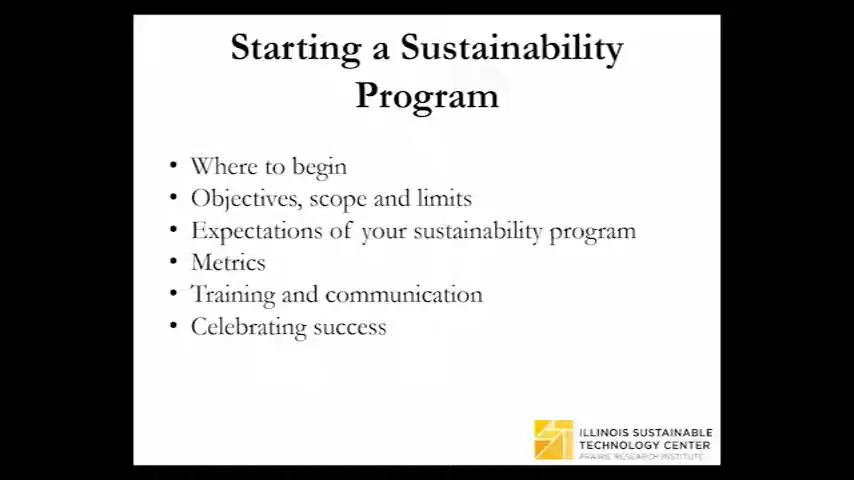 Starting a Sustainability
Program
• Where to begin
• Objectives, scope and limits
• Expectations of your sustainability program
• Metrics
• Training and communication
• Celebrating success
ILLINOIS SUSTAINABLE
TECHNOLOGY CENTER
PRAIRIE RESEARCH INSTITUTE